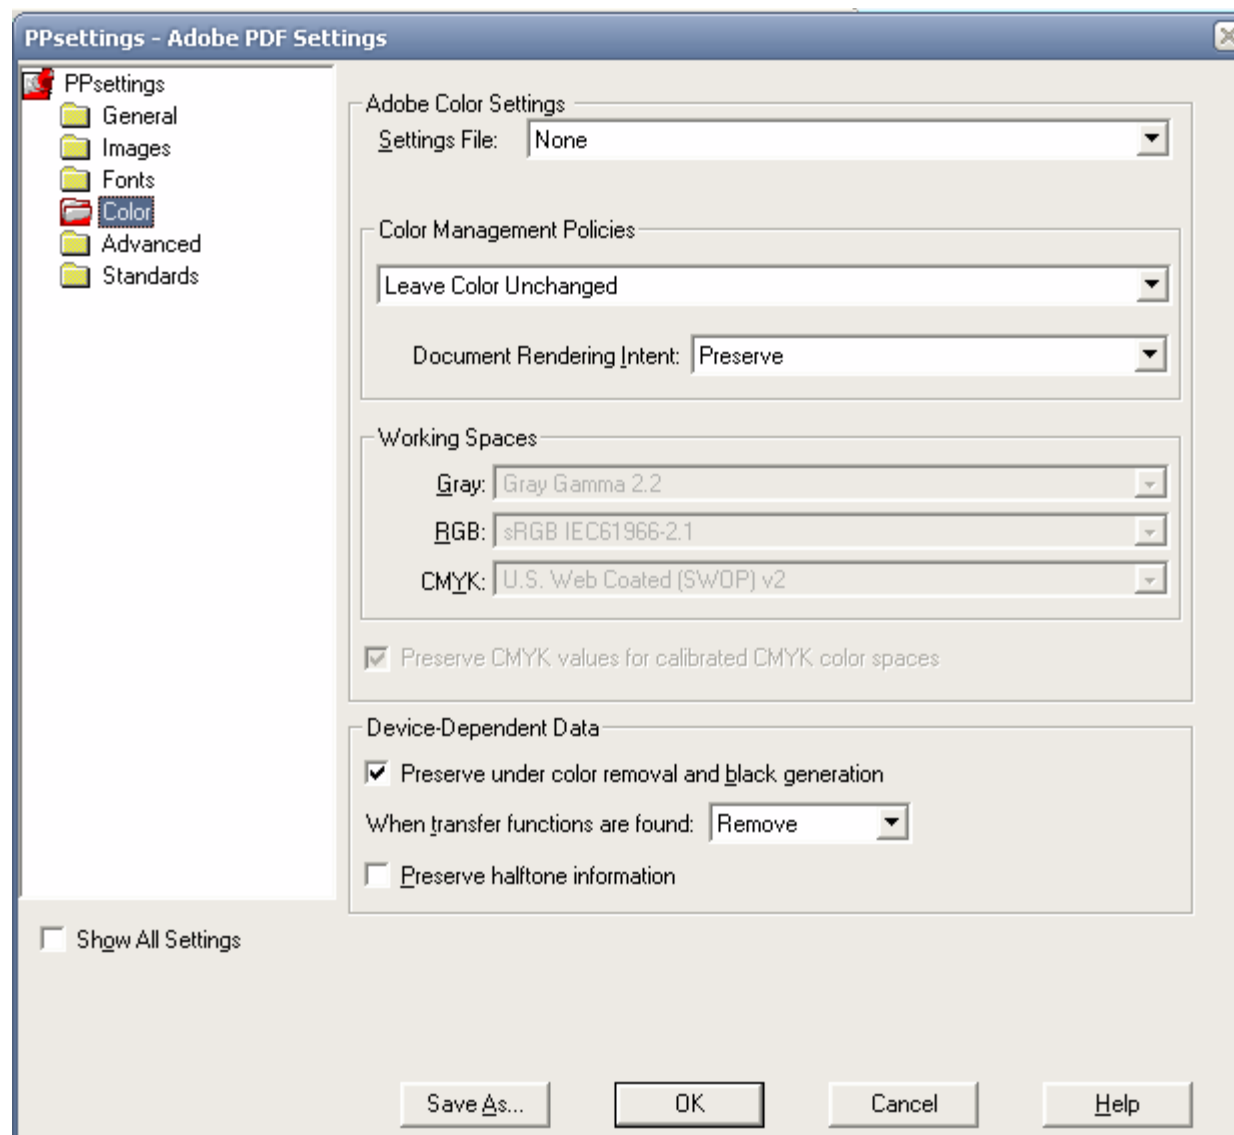 PPsettings - Adobe PDF Settings
PPsettings
General
Images
Fonts
Color
Advanced
Standards
Show All Settings
Adobe Color Settings
Settings File: None
Color Management Policies
Leave Color Unchanged
Document Rendering Intent: Preserve
Working Spaces
Gray: Gray Gamma 2.2
RGB: sRGB IEC61966-2.1
CMYK: U.S. Web Coated (SWOP) v2
Preserve CMYK values for calibrated CMYK color spaces
Device-Dependent Data
Preserve under color removal and black generation
When transfer functions are found: Remove
Preserve halftone information
Save As... OK Cancel Help